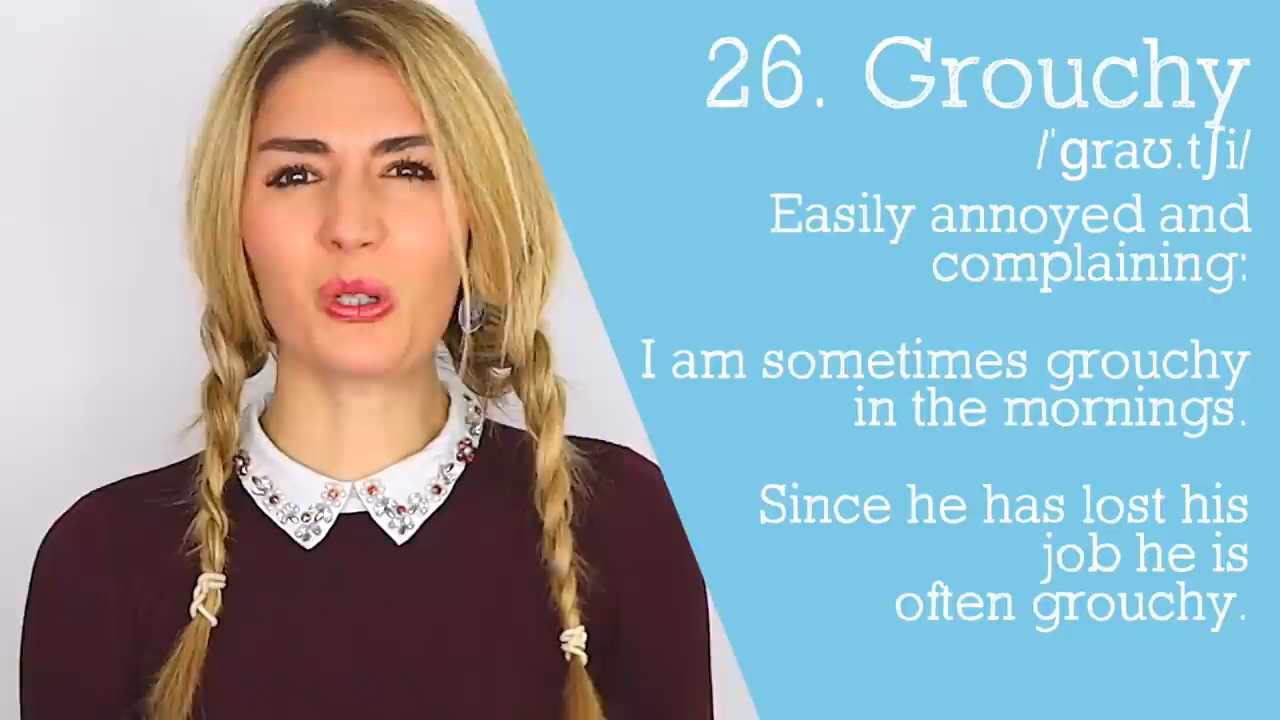 26. Grouchy
/ˈgraʊ.tʃi/
Easily annoyed and
complaining:
I am sometimes grouchy
in the mornings.
Since he has lost his
job he is
often grouchy.